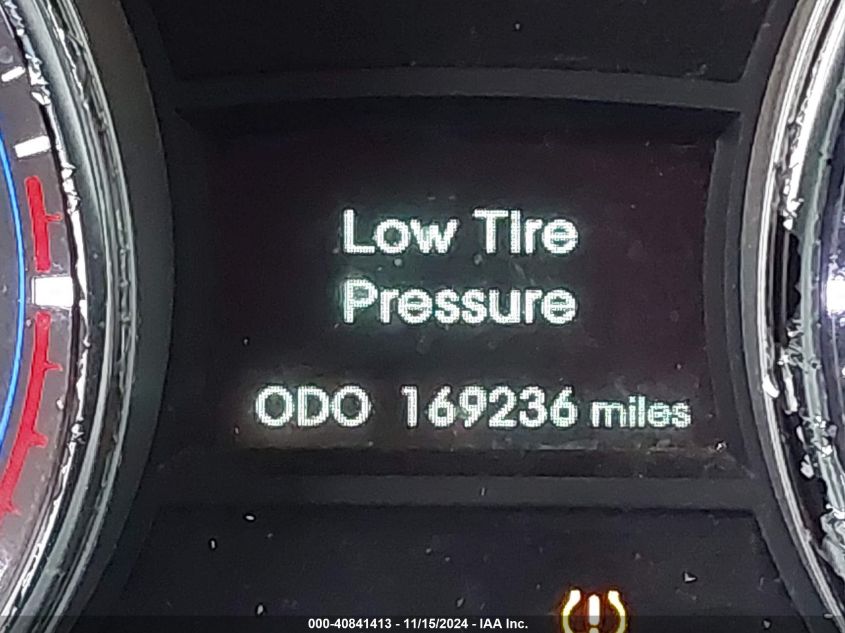 Low Tire
Pressure
ODO 169236 miles
000-40841413 - 11/15/2024 - IAA Inc.